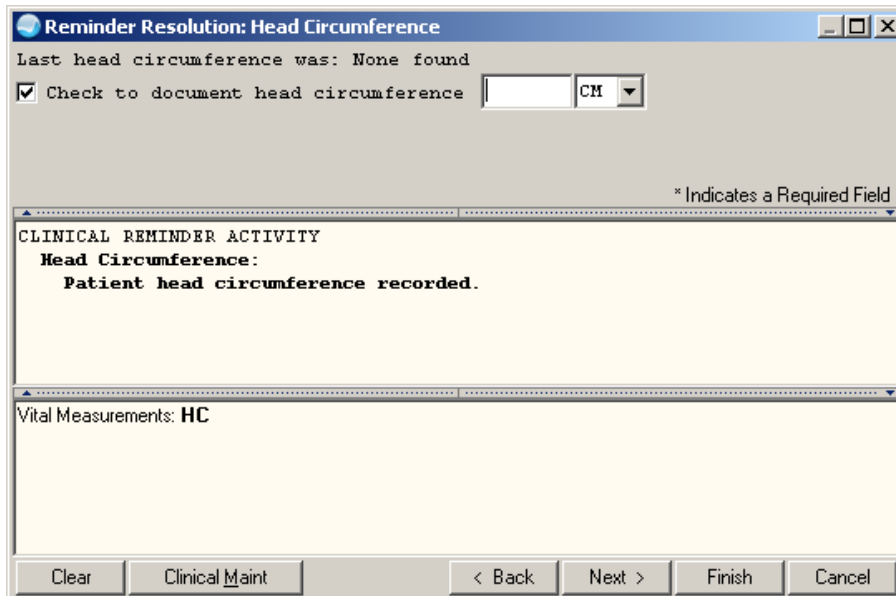 Reminder Resolution: Head Circumference
Last head circumference was: None found
Check to document head circumference CM
* Indicates a Required Field
CLINICAL REMINDER ACTIVITY
Head Circumference:
Patient head circumference recorded.
Vital Measurements: HC
Clear Clinical Maint < Back Next > Finish Cancel